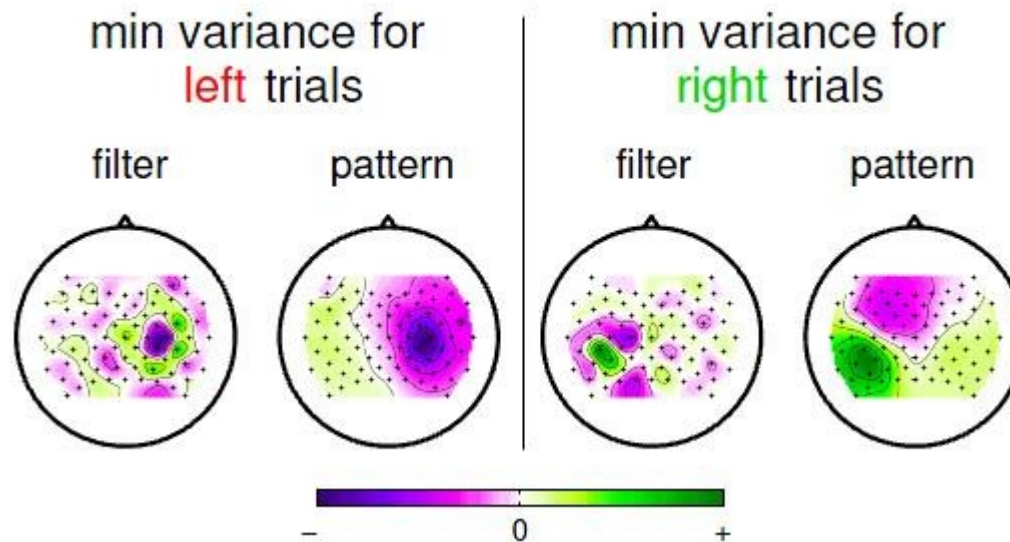 min variance for
left trials
min variance for
right trials
filter
pattern
filter
pattern
− 0 +